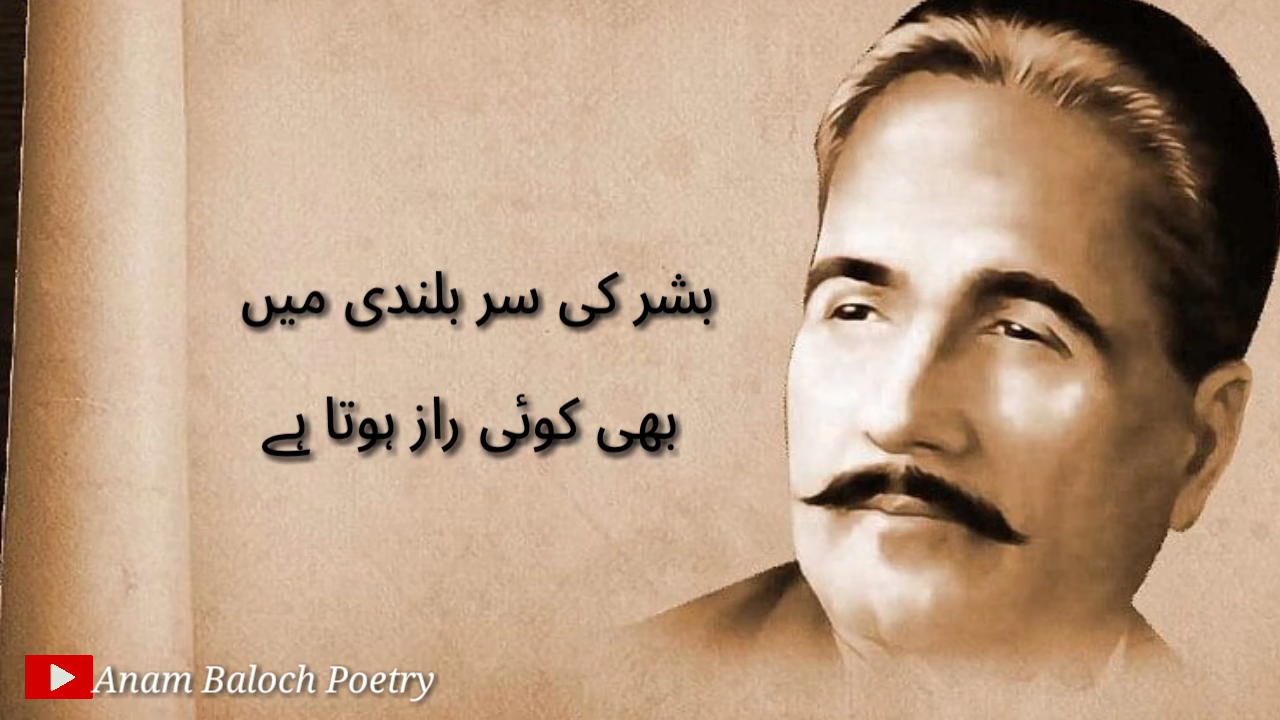 بشر کی سر بلندی میں
بھی کوئی راز ہوتا ہے
Anam Baloch Poetry